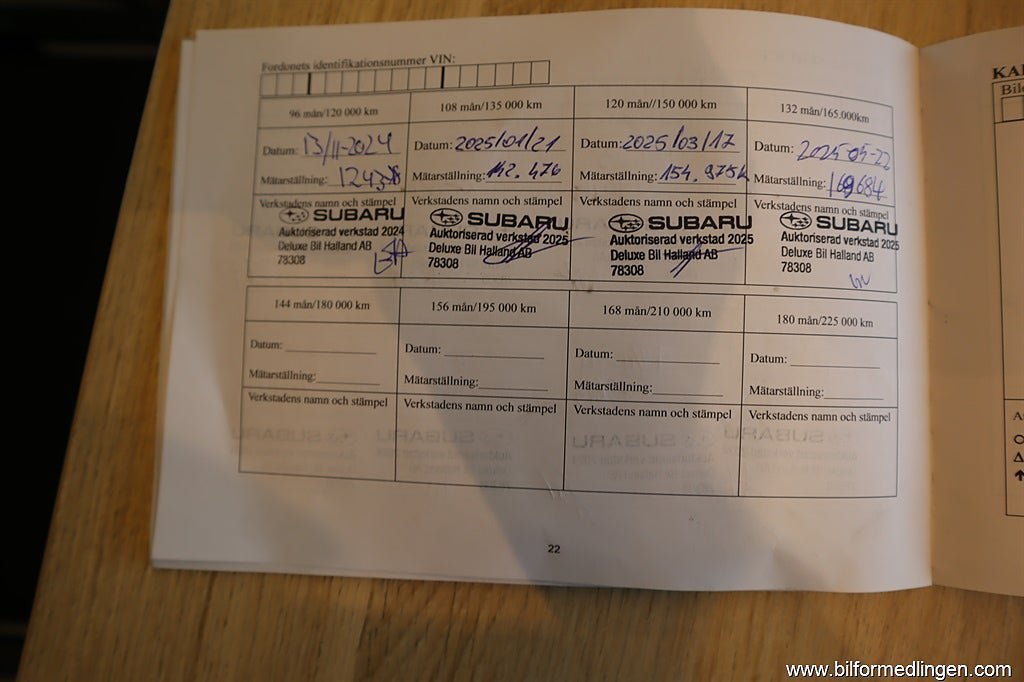 Fordonets identifikationsnummer VIN:
96 mån/120 000 km
108 mån/135 000 km
120 mån//150 000 km
132 mån/165.000km
Datum: 13/11-2024
Datum: 2025/01/21
Datum: 2025/03/17
Datum: 2025-05-22
Mätarställning:
Mätarställning: 142.476
Mätarställning: 154.975k
Mätarställning: 169684
Verkstadens namn och stämpel
Verkstadens namn och stämpel
Verkstadens namn och stämpel
Verkstadens namn och stämpel
SUBARU
Auktoriserad verkstad 2024
Deluxe Bil Halland AB
78308
SUBARU
Auktoriserad verkstad 2025
Deluxe Bil Halland AB
78308
SUBARU
Auktoriserad verkstad 2025
Deluxe Bil Halland AB
78308
SUBARU
Auktoriserad verkstad 2025
Deluxe Bil Halland AB
78308
144 mån/180 000 km
156 mån/195 000 km
168 mån/210 000 km
180 mån/225 000 km
Datum:
Datum:
Datum:
Datum:
Mätarställning:
Mätarställning:
Mätarställning:
Mätarställning:
Verkstadens namn och stämpel
Verkstadens namn och stämpel
Verkstadens namn och stämpel
Verkstadens namn och stämpel
22
www.bilformedlingen.com